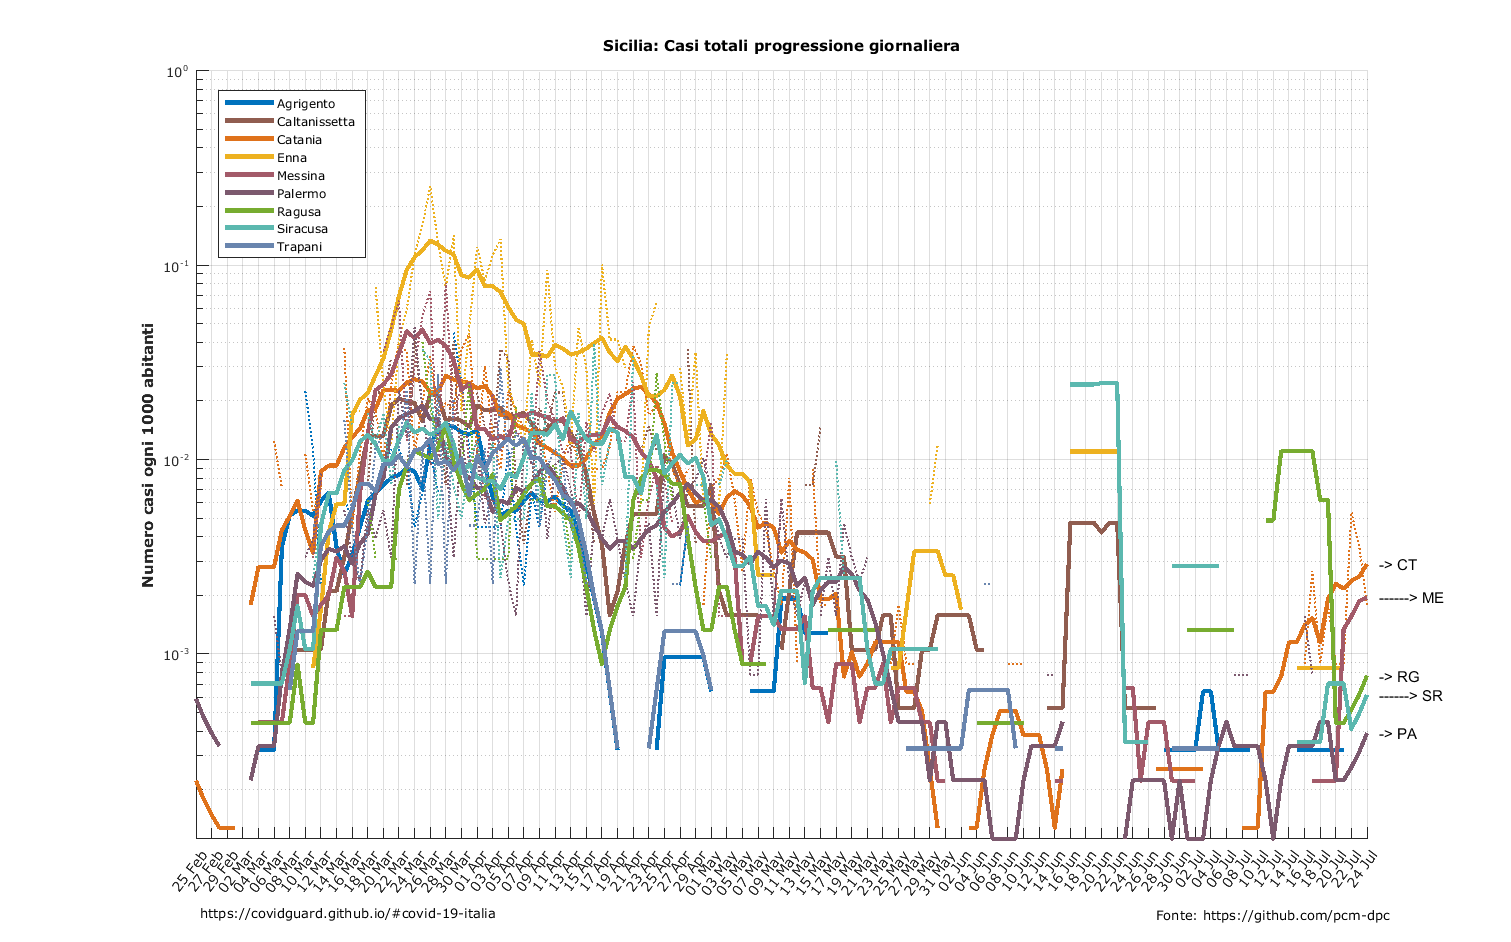 Sicilia: Casi totali progressione giornaliera
Numero casi ogni 1000 abitanti
10^0
10^-1
10^-2
10^-3
Agrigento
Caltanissetta
Catania
Enna
Messina
Palermo
Ragusa
Siracusa
Trapani
-> CT
------> ME
-> RG
------> SR
-> PA
25 Feb
27 Feb
29 Feb
02 Mar
04 Mar
06 Mar
08 Mar
10 Mar
12 Mar
14 Mar
16 Mar
18 Mar
20 Mar
22 Mar
24 Mar
26 Mar
28 Mar
30 Mar
01 Apr
03 Apr
05 Apr
07 Apr
09 Apr
11 Apr
13 Apr
15 Apr
17 Apr
19 Apr
21 Apr
23 Apr
25 Apr
27 Apr
29 Apr
01 May
03 May
05 May
07 May
09 May
11 May
13 May
15 May
17 May
19 May
21 May
23 May
25 May
27 May
29 May
31 May
02 Jun
04 Jun
06 Jun
08 Jun
10 Jun
12 Jun
14 Jun
16 Jun
18 Jun
20 Jun
22 Jun
24 Jun
26 Jun
28 Jun
30 Jun
02 Jul
04 Jul
06 Jul
08 Jul
10 Jul
12 Jul
14 Jul
16 Jul
18 Jul
20 Jul
22 Jul
24 Jul
https://covidguard.github.io/#covid-19-italia
Fonte: https://github.com/pcm-dpc